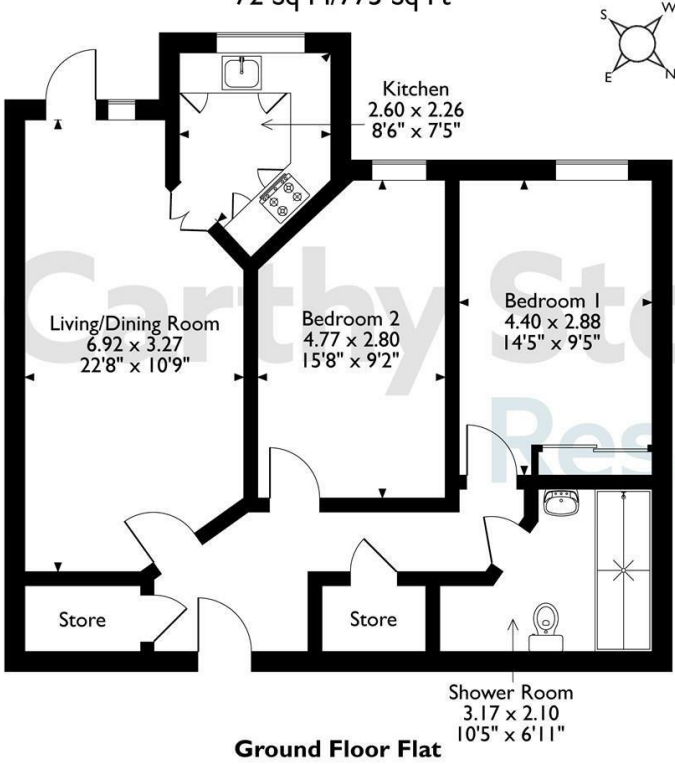 72 Sq M/775 Sq Ft
S
W
E
N
Kitchen
2.60 x 2.26
8'6" x 7'5"
Living/Dining Room
6.92 x 3.27
22'8" x 10'9"
Bedroom 2
4.77 x 2.80
15'8" x 9'2"
Bedroom 1
4.40 x 2.88
14'5" x 9'5"
Carthy Sto
Res
Store
Store
Shower Room
3.17 x 2.10
10'5" x 6'11"
Ground Floor Flat